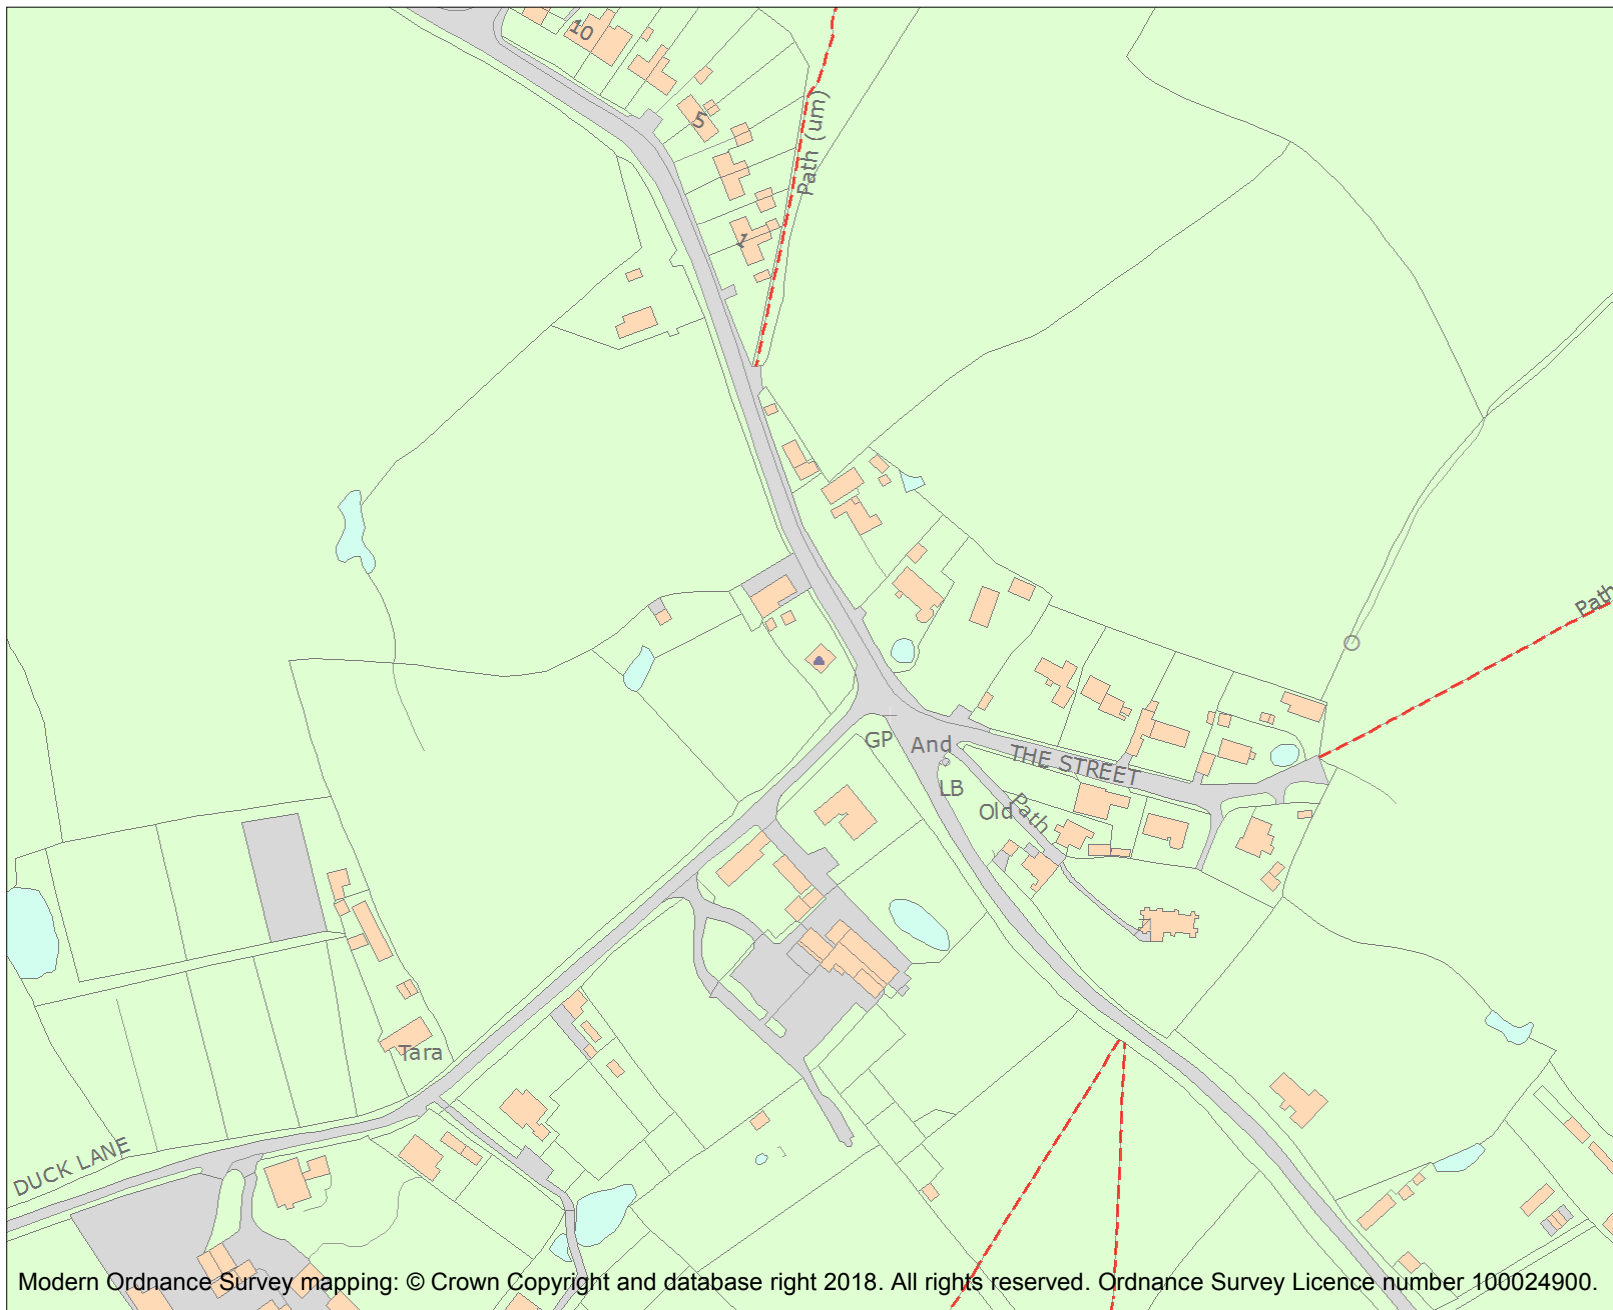 10
5
Path (um)
1
Path
GP
And
THE STREET
LB
Old
Path
Tara
DUCK LANE
Modern Ordnance Survey mapping: © Crown Copyright and database right 2018. All rights reserved. Ordnance Survey Licence number 100024900.